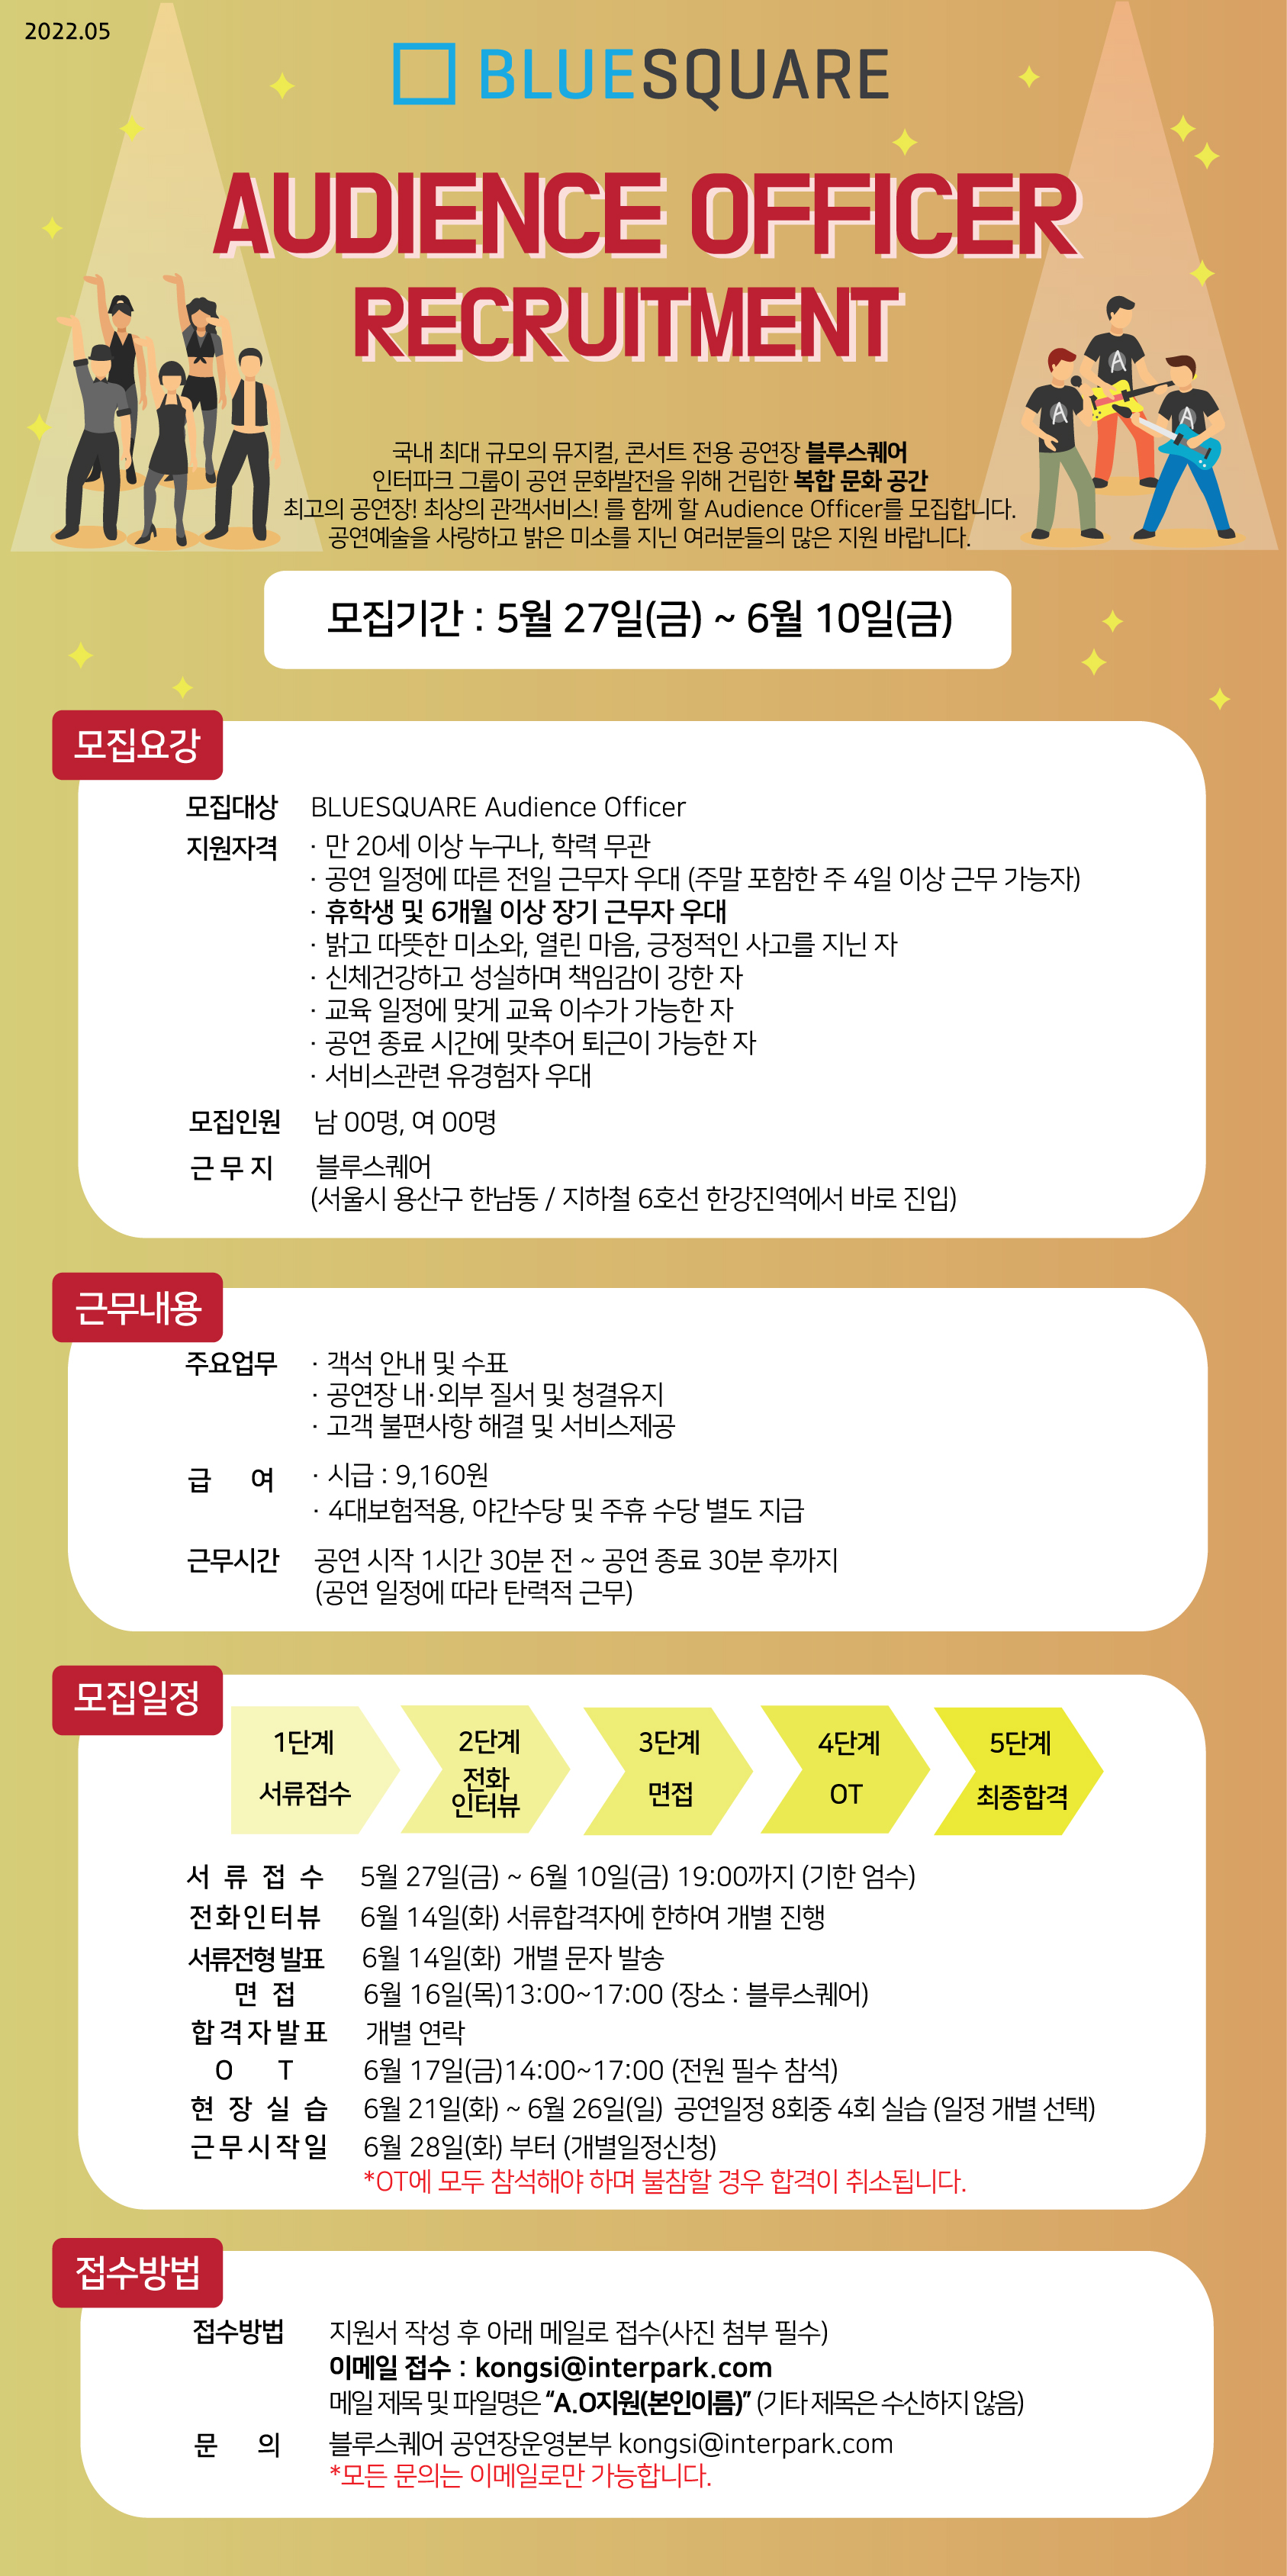 2022.05
BLUESQUARE
AUDIENCE OFFICER
RECRUITMENT
국내 최대 규모의 뮤지컬, 콘서트 전용 공연장 블루스퀘어
인터파크 그룹이 공연 문화발전을 위해 건립한 복합 문화 공간
최고의 공연장! 최상의 관객서비스! 를 함께 할 Audience Officer를 모집합니다.
공연예술을 사랑하고 밝은 미소를 지닌 여러분들의 많은 지원 바랍니다.
모집기간 : 5월 27일(금) ~ 6월 10일(금)
모집요강
모집대상 BLUESQUARE Audience Officer
지원자격 · 만 20세 이상 누구나, 학력 무관
· 공연 일정에 따른 전일 근무자 우대 (주말 포함한 주 4일 이상 근무 가능자)
· 휴학생 및 6개월 이상 장기 근무자 우대
· 밝고 따뜻한 미소와, 열린 마음, 긍정적인 사고를 지닌 자
· 신체건강하고 성실하며 책임감이 강한 자
· 교육 일정에 맞게 교육 이수가 가능한 자
· 공연 종료 시간에 맞추어 퇴근이 가능한 자
· 서비스관련 유경험자 우대
모집인원 남 00명, 여 00명
근 무 지 블루스퀘어
(서울시 용산구 한남동 / 지하철 6호선 한강진역에서 바로 진입)
근무내용
주요업무 · 객석 안내 및 수표
· 공연장 내·외부 질서 및 청결유지
· 고객 불편사항 해결 및 서비스제공
급 여 · 시급 : 9,160원
· 4대보험적용, 야간수당 및 주휴 수당 별도 지급
근무시간 공연 시작 1시간 30분 전 ~ 공연 종료 30분 후까지
(공연 일정에 따라 탄력적 근무)
모집일정
1단계 2단계 3단계 4단계 5단계
서류접수 전화 인터뷰 면접 OT 최종합격
서 류 접 수 5월 27일(금) ~ 6월 10일(금) 19:00까지 (기한 엄수)
전화인터뷰 6월 14일(화) 서류합격자에 한하여 개별 진행
서류전형 발표 6월 14일(화) 개별 문자 발송
면 접 6월 16일(목)13:00~17:00 (장소 : 블루스퀘어)
합격자발표 개별 연락
O T 6월 17일(금)14:00~17:00 (전원 필수 참석)
현 장 실 습 6월 21일(화) ~ 6월 26일(일) 공연일정 8회중 4회 실습 (일정 개별 선택)
근무시작일 6월 28일(화) 부터 (개별일정신청)
*OT에 모두 참석해야 하며 불참할 경우 합격이 취소됩니다.
접수방법
접수방법 지원서 작성 후 아래 메일로 접수(사진 첨부 필수)
이메일 접수 : kongsi@interpark.com
메일 제목 및 파일명은 “A.O지원(본인이름)” (기타 제목은 수신하지 않음)
문 의 블루스퀘어 공연장운영본부 kongsi@interpark.com
*모든 문의는 이메일로만 가능합니다.